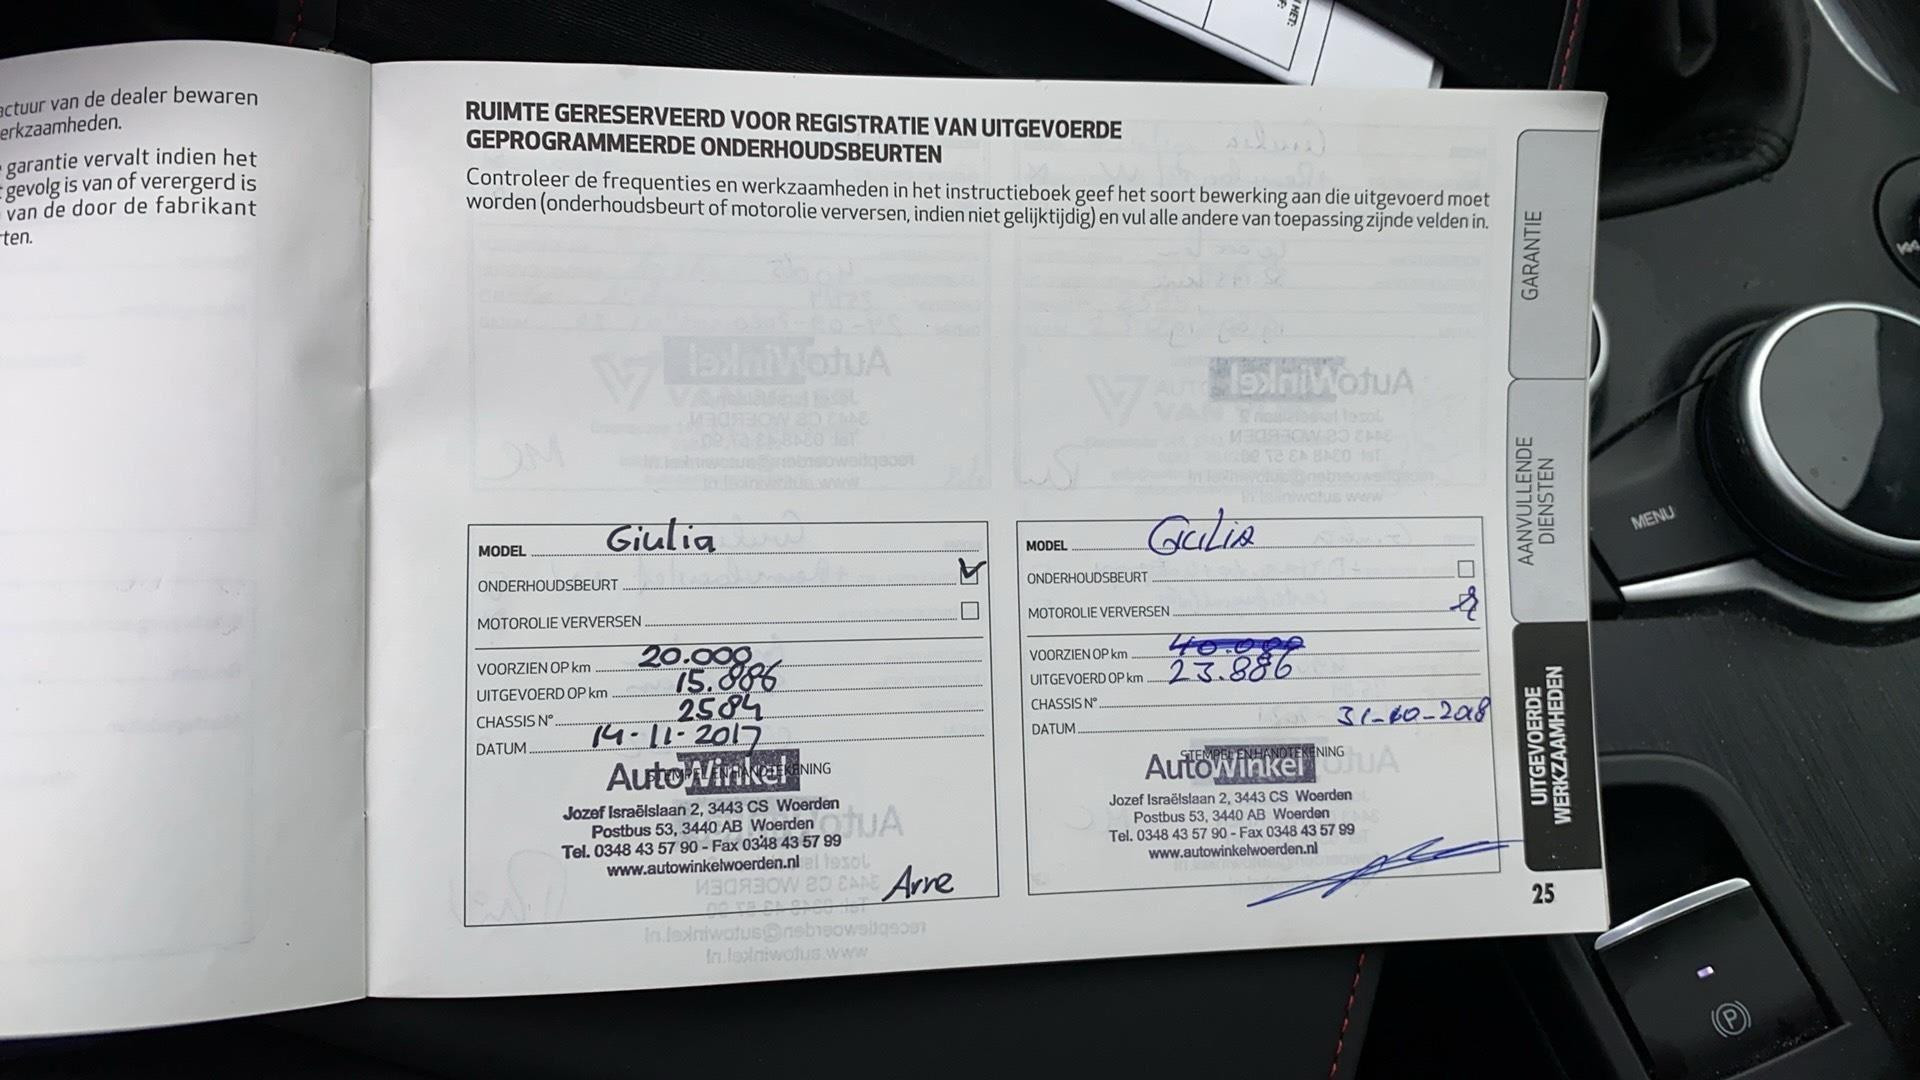 actuur van de dealer bewaren
erkzaamheden.
garantie vervalt indien het
gevolg is van of verergerd is
van de door de fabrikant
ten.
RUIMTE GERESERVEERD VOOR REGISTRATIE VAN UITGEVOERDE
GEPROGRAMMEERDE ONDERHOUDSBEURTEN
Controleer de frequenties en werkzaamheden in het instructieboek geef het soort bewerking aan die uitgevoerd moet
worden (onderhoudsbeurt of motorolie verversen, indien niet gelijktijdig) en vul alle andere van toepassing zijnde velden in.
MODEL Giulia
ONDERHOUDSBEURT
MOTOROLIE VERVERSEN
VOORZIEN OP km 20.000
UITGEVOERD OP km 15.886
CHASSIS N° 2584
DATUM 14-11-2017
STEMPEL EN HANDTEKENING
AutoWinkel
Jozef Israëlslaan 2, 3443 CS Woerden
Postbus 53, 3440 AB Woerden
Tel. 0348 43 57 90 - Fax 0348 43 57 99
www.autowinkelwoerden.nl
Arre
MODEL Giulia
ONDERHOUDSBEURT
MOTOROLIE VERVERSEN
VOORZIEN OP km 40.000
UITGEVOERD OP km 23.886
CHASSIS N°
DATUM 31-10-2018
STEMPEL EN HANDTEKENING
AutoWinkel
Jozef Israëlslaan 2, 3443 CS Woerden
Postbus 53, 3440 AB Woerden
Tel. 0348 43 57 90 - Fax 0348 43 57 99
www.autowinkelwoerden.nl
GARANTIE
AANVULLENDE
DIENSTEN
UITGEVOERDE
WERKZAAMHEDEN
25
MENU
P